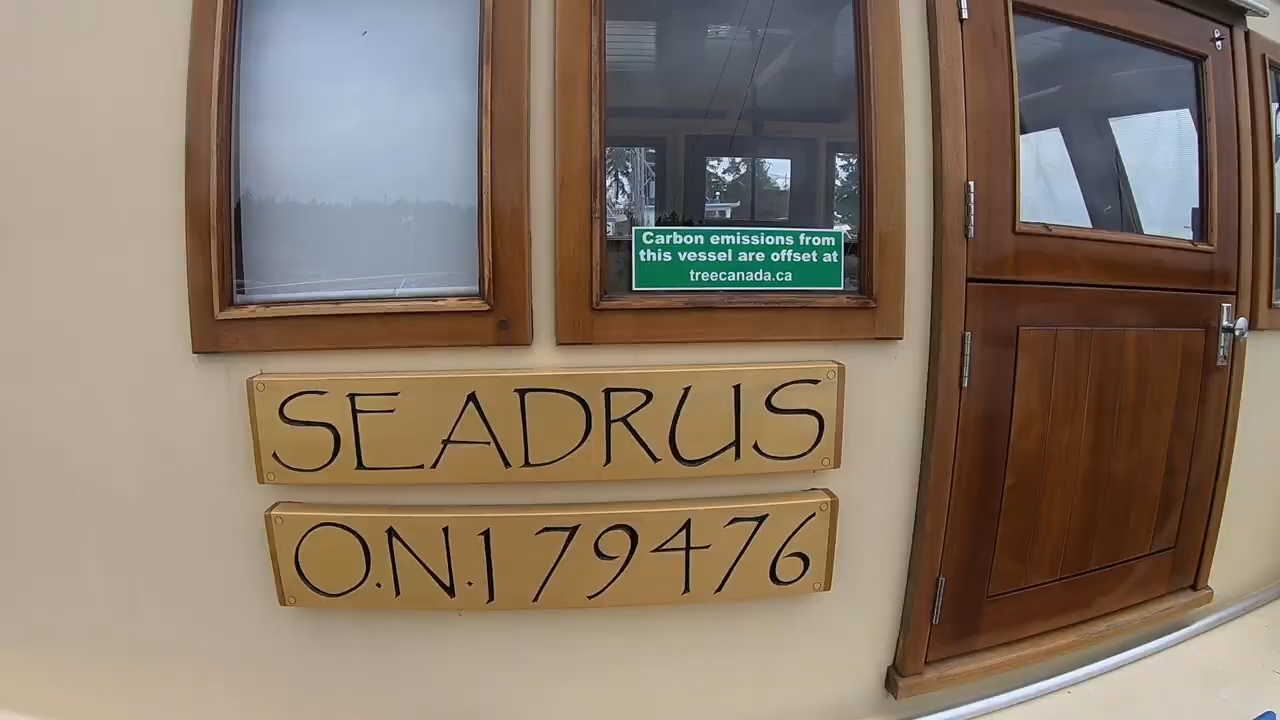 Carbon emissions from
this vessel are offset at
treecanada.ca
SEADRUS
O.N.179476